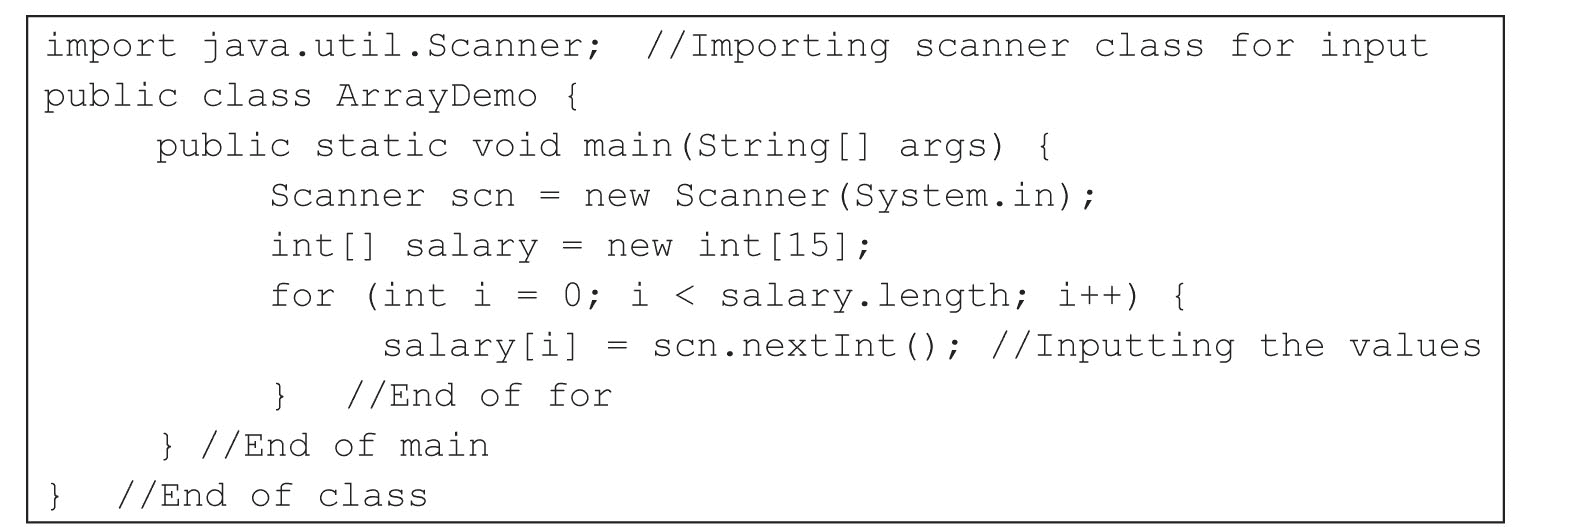 import java.util.Scanner;  //Importing scanner class for input
public class ArrayDemo {
     public static void main(String[] args) {
          Scanner scn = new Scanner(System.in);
          int[] salary = new int[15];
          for (int i = 0; i < salary.length; i++) {
               salary[i] = scn.nextInt(); //Inputting the values
          }  //End of for
     } //End of main
}  //End of class